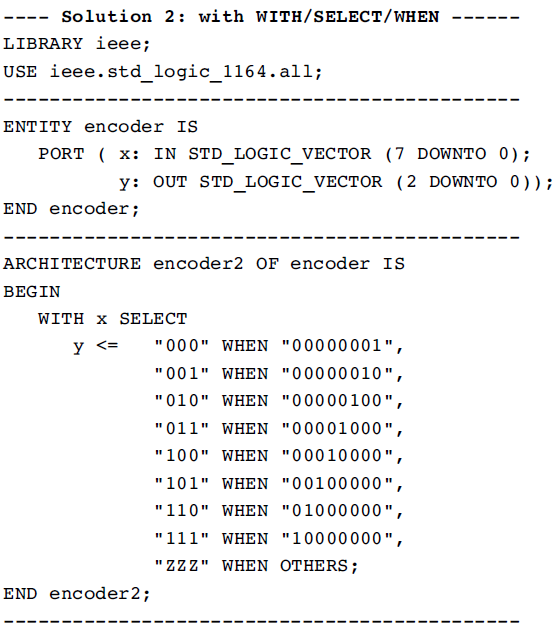 ---- Solution 2: with WITH/SELECT/WHEN ------
LIBRARY ieee;
USE ieee.std_logic_1164.all;
---------------------------------------------
ENTITY encoder IS
   PORT ( x: IN STD_LOGIC_VECTOR (7 DOWNTO 0);
          y: OUT STD_LOGIC_VECTOR (2 DOWNTO 0));
END encoder;
---------------------------------------------
ARCHITECTURE encoder2 OF encoder IS
BEGIN
   WITH x SELECT
      y <=   "000" WHEN "00000001",
             "001" WHEN "00000010",
             "010" WHEN "00000100",
             "011" WHEN "00001000",
             "100" WHEN "00010000",
             "101" WHEN "00100000",
             "110" WHEN "01000000",
             "111" WHEN "10000000",
             "ZZZ" WHEN OTHERS;
END encoder2;
---------------------------------------------